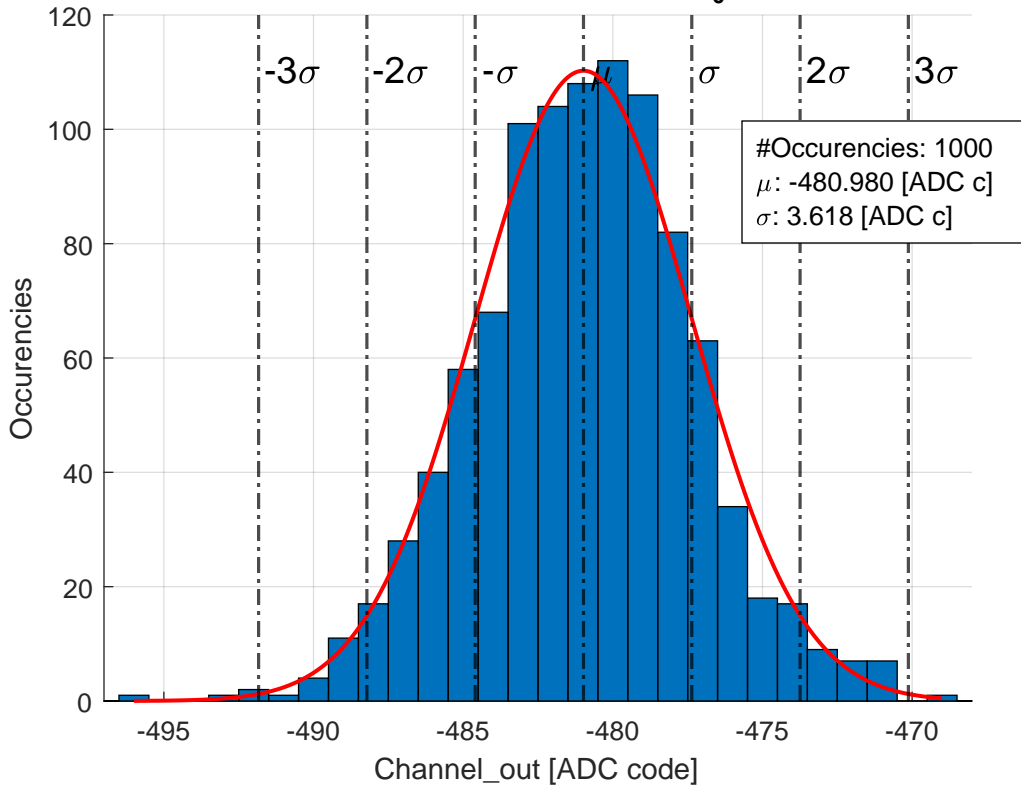 120
100
80
60
40
20
0
Occurencies
-3σ
-2σ
-σ
μ
σ
2σ
3σ
#Occurencies: 1000
μ: -480.980 [ADC c]
σ: 3.618 [ADC c]
-495
-490
-485
-480
-475
-470
Channel_out [ADC code]